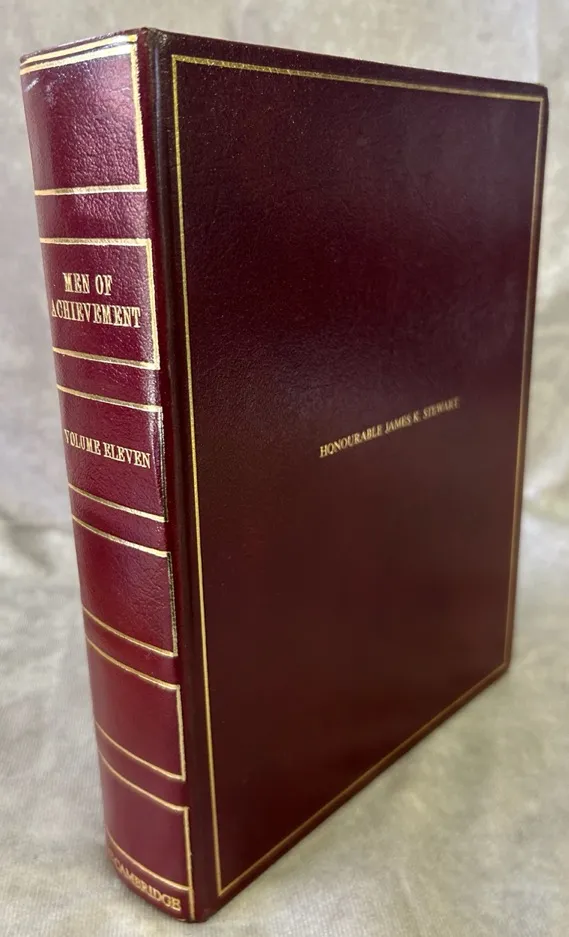 MEN OF
ACHIEVEMENT
VOLUME ELEVEN
CAMBRIDGE
HONOURABLE JAMES K. STEWART